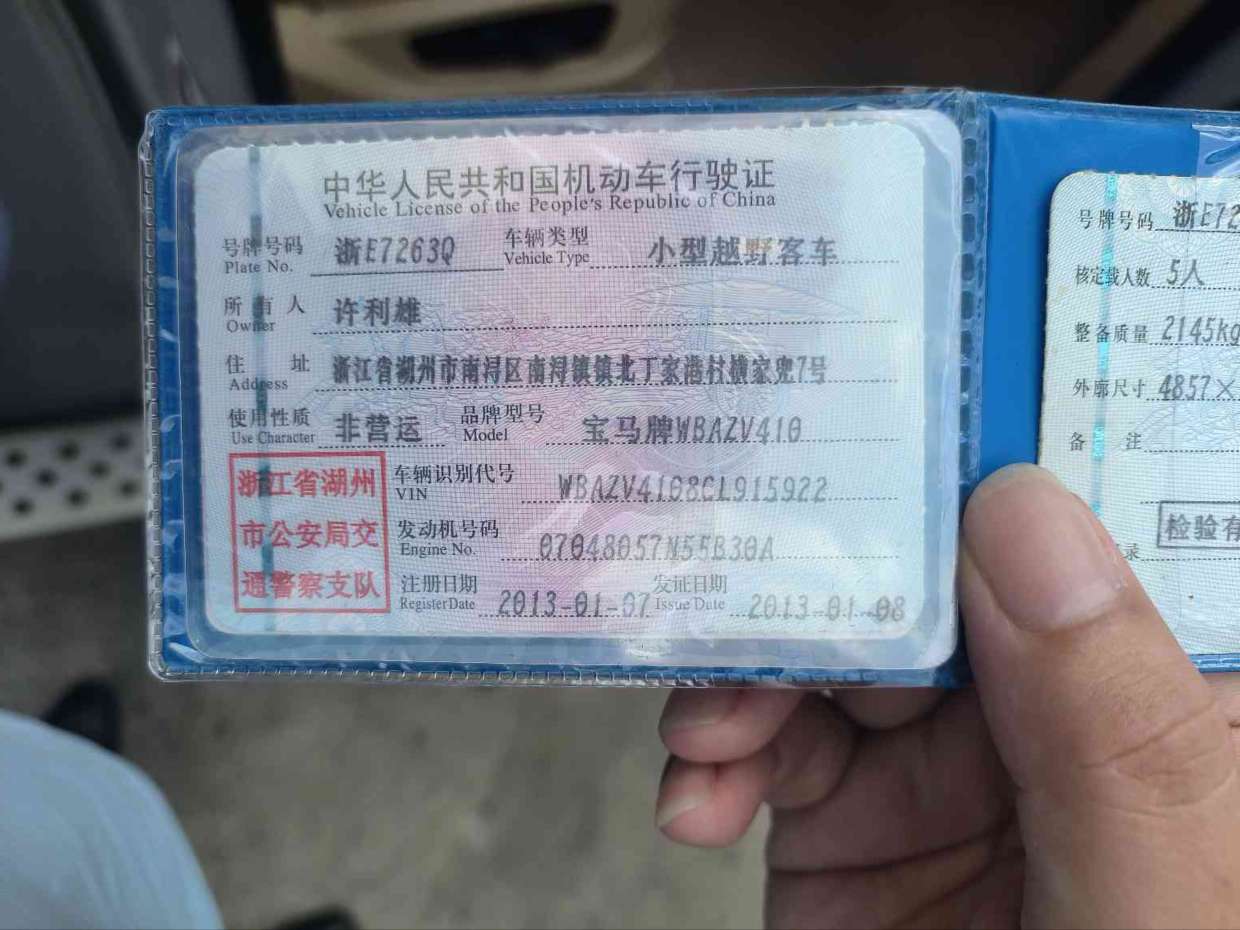 中华人民共和国机动车行驶证
Vehicle License of the People's Republic of China
号牌号码 浙E7263Q 车辆类型 小型越野客车
Plate No. Vehicle Type
所有人 许利雄
Owner
住址 浙江省湖州市南浔区南浔镇镇北丁家港村横家兜7号
Address
使用性质 非营运 品牌型号 宝马牌WBAZV410
Use Character Model
浙江省湖州
市公安局交
通警察支队
车辆识别代号 WBAZV4108CL915922
VIN
发动机号码 07048057N55B30A
Engine No.
注册日期 2013-01-07 发证日期 2013-01-08
Register Date Issue Date
号牌号码 浙E72
核定载人数 5人
整备质量 2145kg
外廓尺寸 4857×
备注
检验有
录